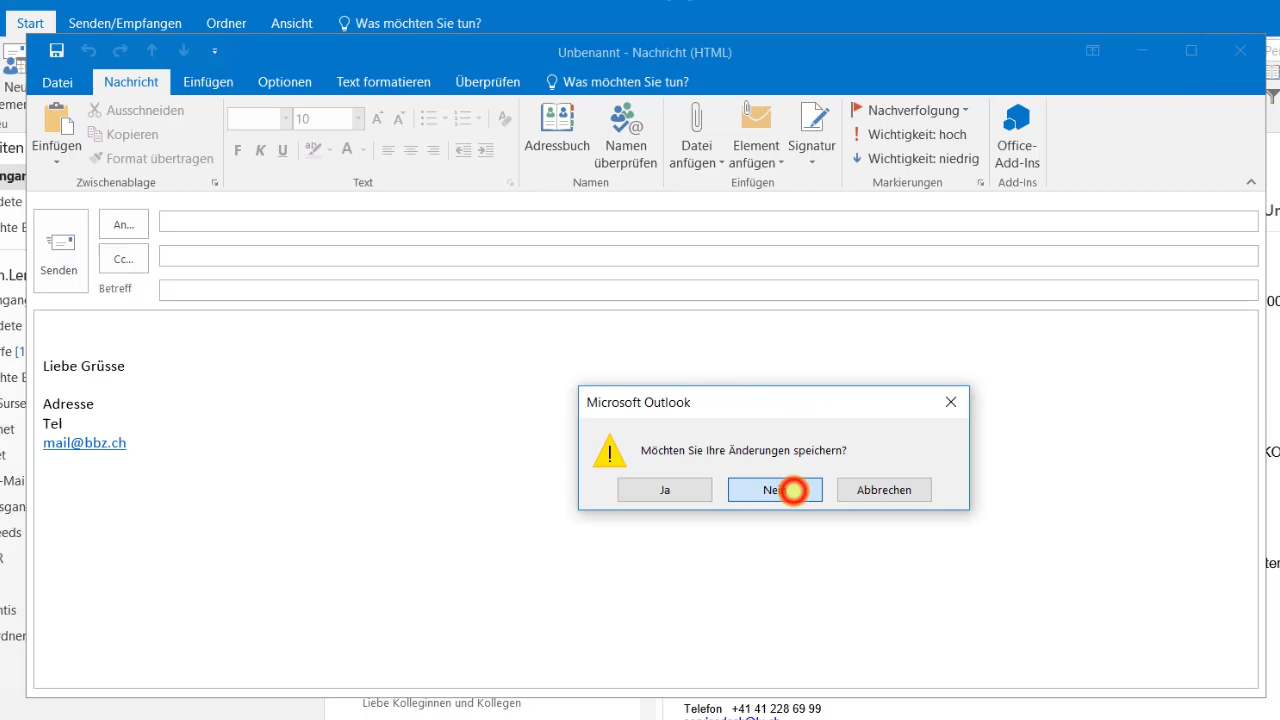 Start Senden/Empfangen Ordner Ansicht Was möchten Sie tun?
Unbenannt - Nachricht (HTML)
Datei Nachricht Einfügen Optionen Text formatieren Überprüfen Was möchten Sie tun?
Einfügen
Ausschneiden
Kopieren
Format übertragen
Zwischenablage
10
F K U
Text
Adressbuch
Namen überprüfen
Namen
Datei anfügen
Element anfügen
Signatur
Einfügen
Nachverfolgung
Wichtigkeit: hoch
Wichtigkeit: niedrig
Markierungen
Office-Add-Ins
Add-Ins
Senden
An...
Cc...
Betreff
Liebe Grüsse
Adresse
Tel
mail@bbz.ch
Microsoft Outlook
Möchten Sie Ihre Änderungen speichern?
Ja Abbrechen
Liebe Kolleginnen und Kollegen
Telefon +41 41 228 69 99